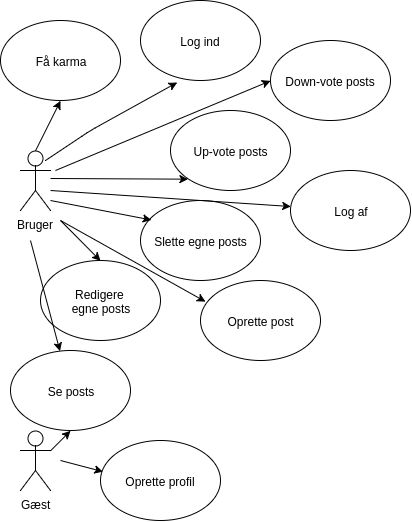 Log ind
Få karma
Down-vote posts
Up-vote posts
Log af
Bruger
Slette egne posts
Redigere
egne posts
Oprette post
Se posts
Oprette profil
Gæst